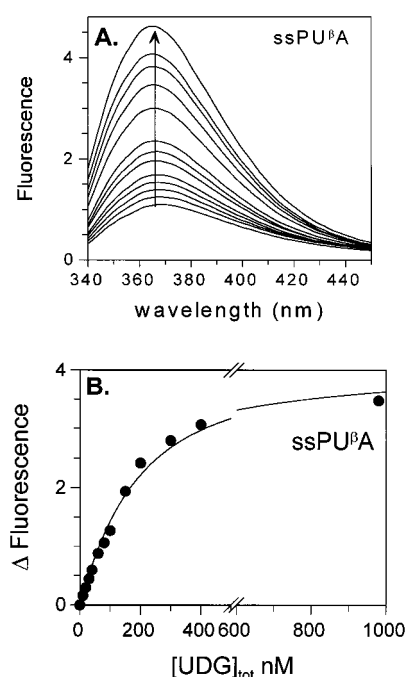 A.
ssPUᵝA
4
2
0
Fluorescence
340 360 380 400 420 440
wavelength (nm)
B.
4
2
0
Δ Fluorescence
ssPUᵝA
0 200 400 600 800 1000
[UDG]tot nM